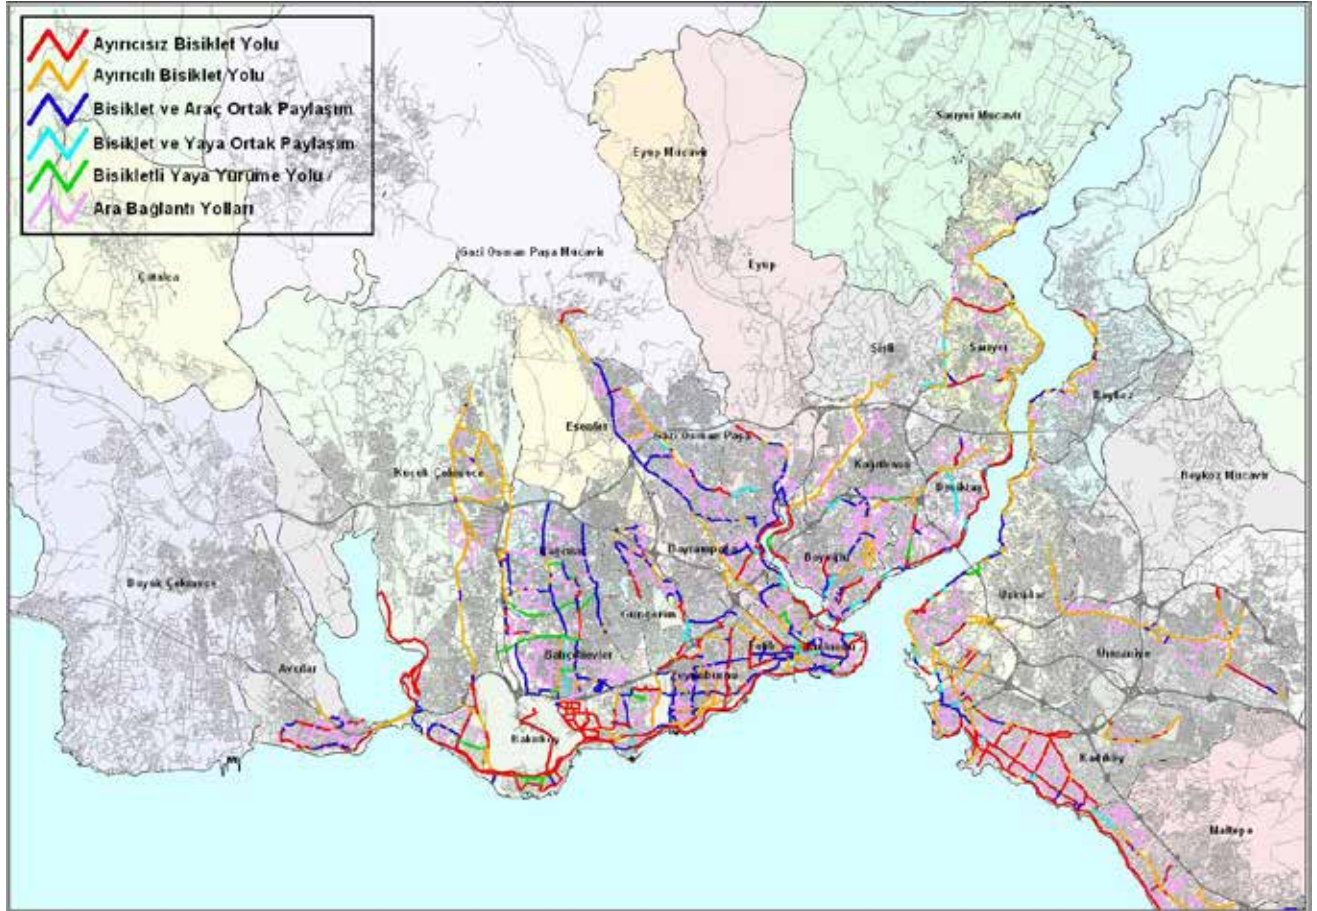 Ayırıcısız Bisiklet Yolu
Ayırıcılı Bisiklet Yolu
Bisiklet ve Araç Ortak Paylaşım
Bisiklet ve Yaya Ortak Paylaşım
Bisikletli Yaya Yürüme Yolu
Ara Bağlantı Yolları
Sarıyer Mücavir
Eyüp Mücavir
Gazi Osman Paşa Mücavir
Eyüp
Çatalca
Şişli
Sarıyer
Beykoz
Esenler
Gazi Osman Paşa
Küçük Çekmece
Kağıthane
Beşiktaş
Beykoz Mücavir
Bağcılar
Bayrampaşa
Beyoğlu
Büyük Çekmece
Üsküdar
Güngören
Ümraniye
Bahçelievler
Fatih
Eminönü
Avcılar
Zeytinburnu
Bakırköy
Kadıköy
Maltepe